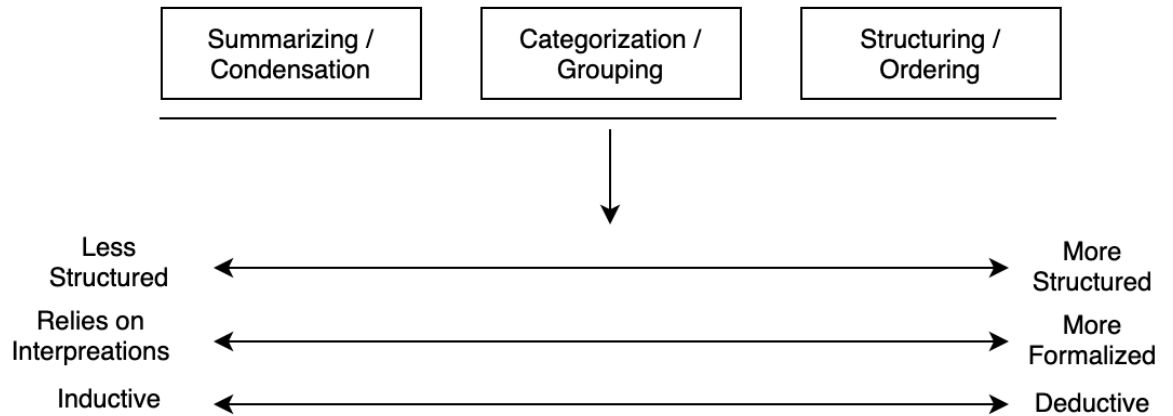 Summarizing /
Condensation
Categorization /
Grouping
Structuring /
Ordering
Less
Structured
More
Structured
Relies on
Interpreations
More
Formalized
Inductive
Deductive